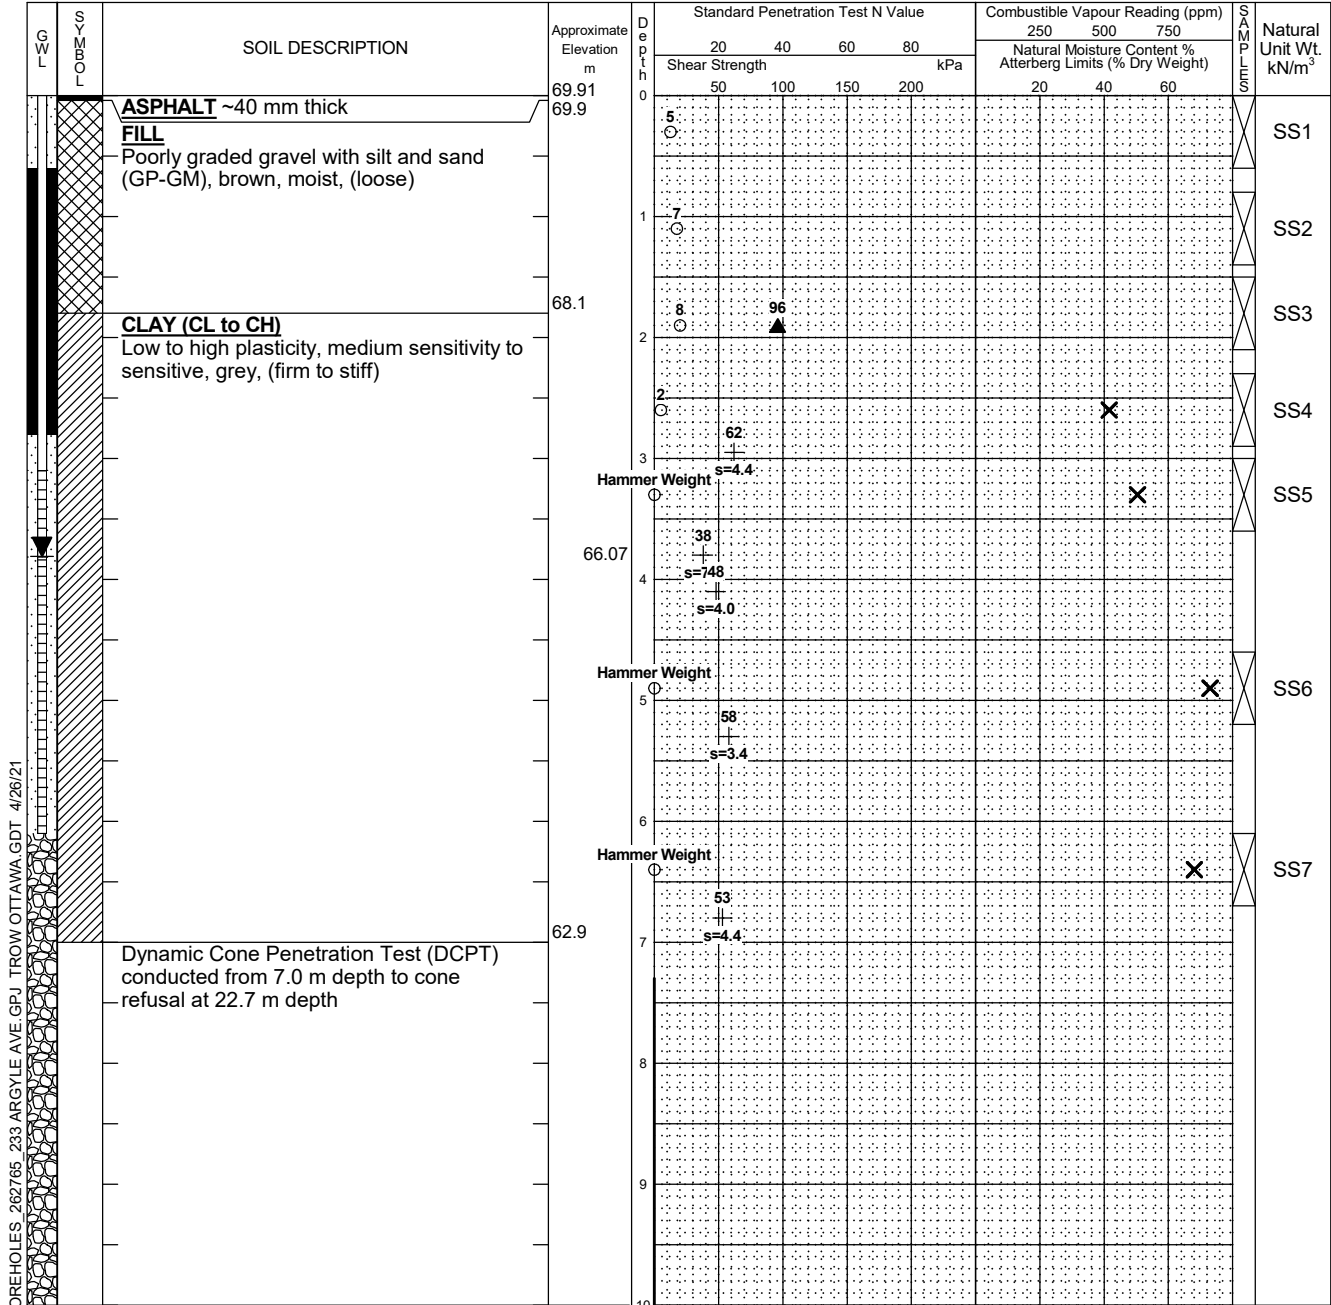 GWL
SYMBOL
SOIL DESCRIPTION
Approximate
Elevation
m
Depth
Standard Penetration Test N Value
20 40 60 80
Shear Strength kPa
50 100 150 200
Combustible Vapour Reading (ppm)
250 500 750
Natural Moisture Content %
Atterberg Limits (% Dry Weight)
20 40 60
SAMPLES
Natural
Unit Wt.
kN/m³
69.91
0
ASPHALT ~40 mm thick
69.9
FILL
Poorly graded gravel with silt and sand
(GP-GM), brown, moist, (loose)
5
SS1
1
7
SS2
68.1
CLAY (CL to CH)
Low to high plasticity, medium sensitivity to
sensitive, grey, (firm to stiff)
8
96
SS3
2
2
SS4
62
3
s=4.4
Hammer Weight
SS5
66.07
38
s=7
48
4
s=4.0
Hammer Weight
SS6
5
58
s=3.4
6
Hammer Weight
SS7
53
s=4.4
62.9
7
Dynamic Cone Penetration Test (DCPT)
conducted from 7.0 m depth to cone
refusal at 22.7 m depth
8
9
10
OREHOLES_262765_233 ARGYLE AVE.GPJ TROW OTTAWA.GDT 4/26/21